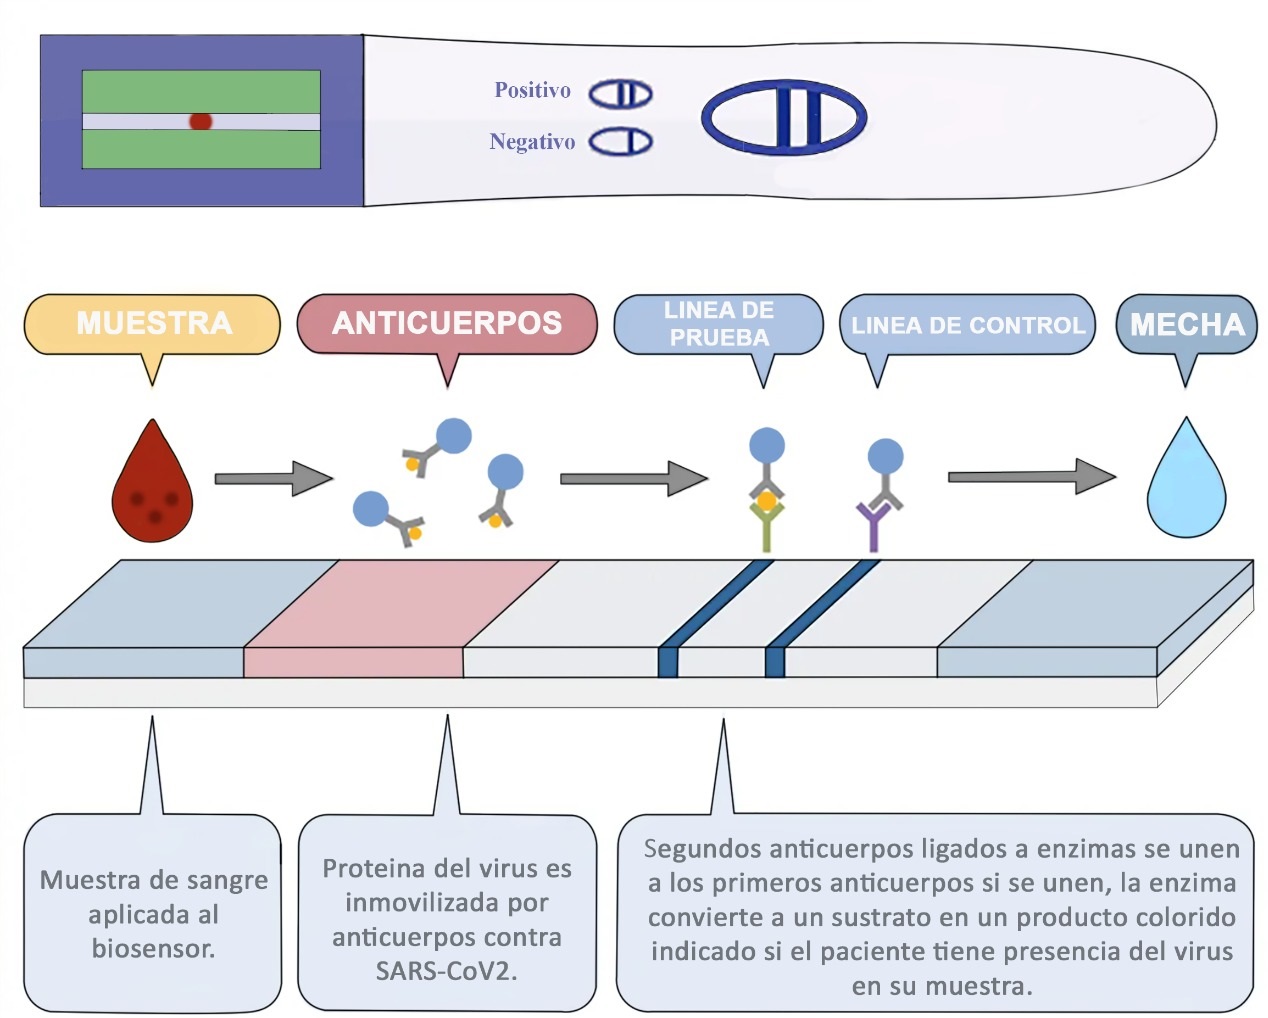 Positivo
Negativo
MUESTRA
ANTICUERPOS
LINEA DE
PRUEBA
LINEA DE CONTROL
MECHA
Muestra de sangre
aplicada al
biosensor.
Proteina del virus es
inmovilizada por
anticuerpos contra
SARS-CoV2.
Segundos anticuerpos ligados a enzimas se unen
a los primeros anticuerpos si se unen, la enzima
convierte a un sustrato en un producto colorido
indicado si el paciente tiene presencia del virus
en su muestra.